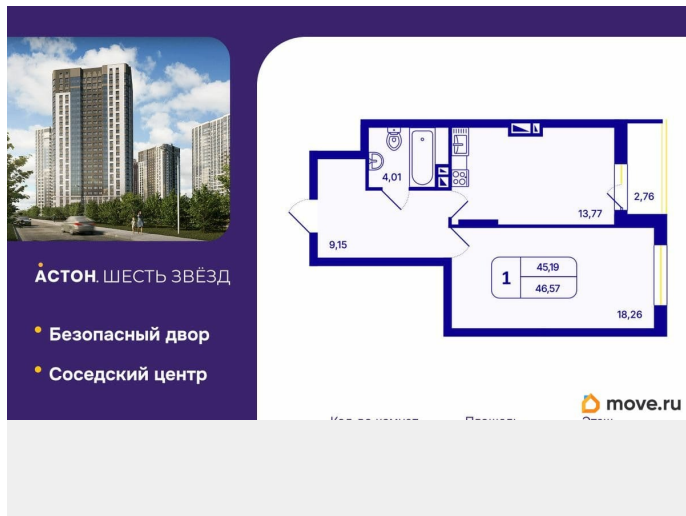 АСТОН. ШЕСТЬ ЗВЁЗД
Безопасный двор
Соседский центр
4,01
13,77
2,76
9,15
1
45,19
46,57
18,26
move.ru